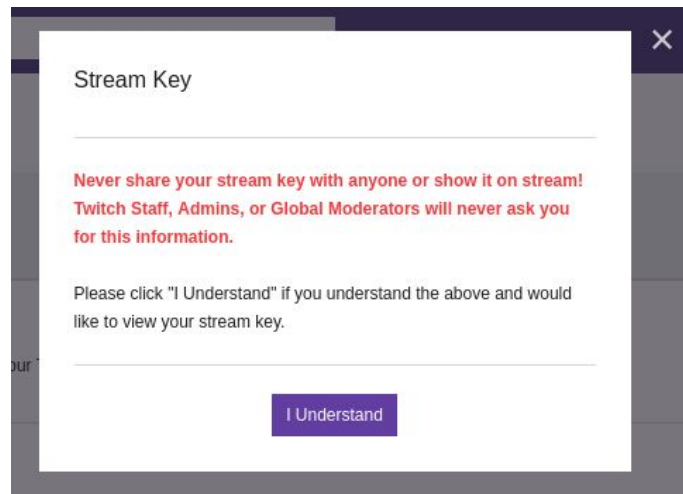 Stream Key
Never share your stream key with anyone or show it on stream!
Twitch Staff, Admins, or Global Moderators will never ask you
for this information.
Please click "I Understand" if you understand the above and would
like to view your stream key.
I Understand